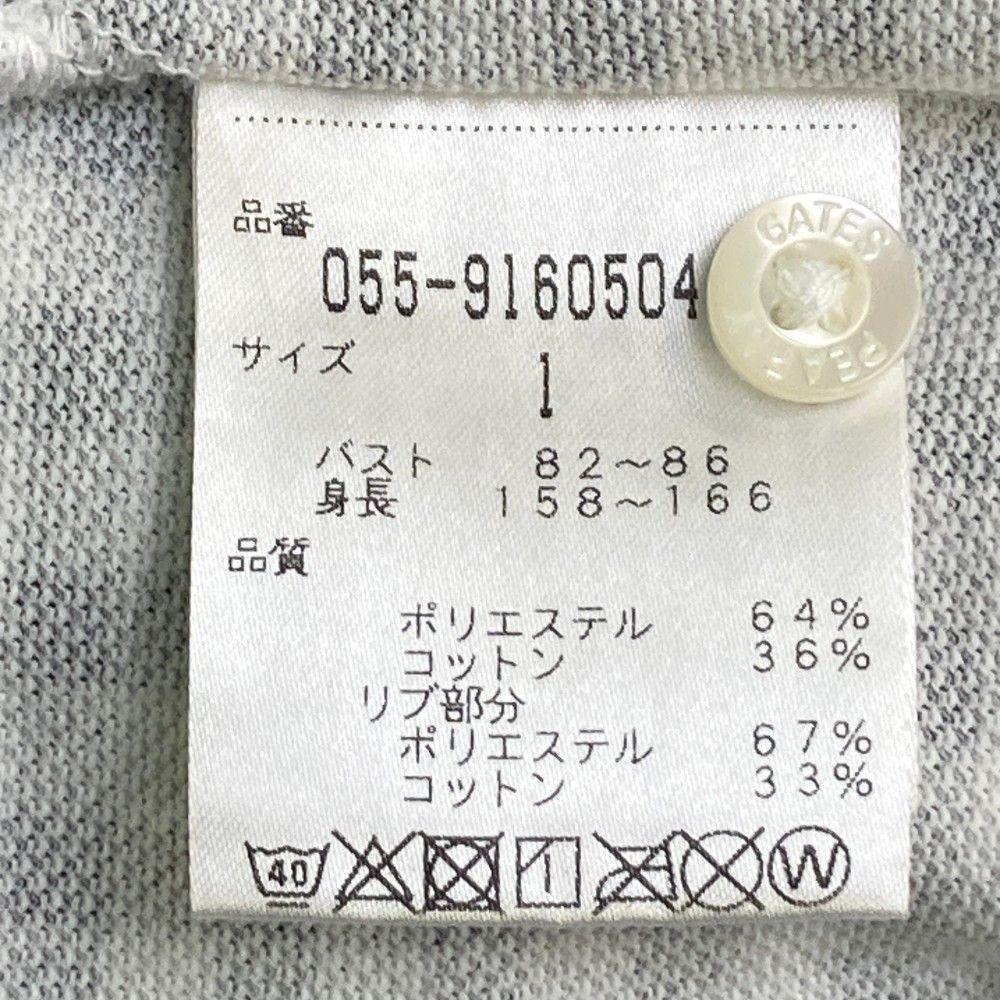 品番
055-9160504
サイズ
1
バスト 82～86
身長 158～166
品質
ポリエステル 64%
コットン 36%
リブ部分
ポリエステル 67%
コットン 33%
40
W
GATES
PEAR